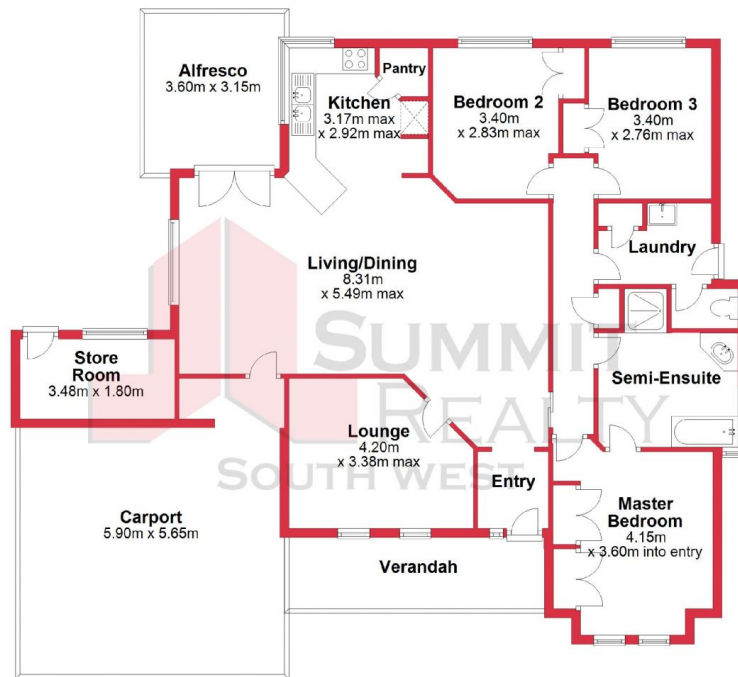 Alfresco
3.60m x 3.15m
Kitchen
3.17m max
x 2.92m max
Pantry
Bedroom 2
3.40m
x 2.83m max
Bedroom 3
3.40m
x 2.76m max
Laundry
Living/Dining
8.31m
x 5.49m max
Store
Room
3.48m x 1.80m
Semi-Ensuite
Lounge
4.20m
x 3.38m max
Entry
Master
Bedroom
4.15m
x 3.60m into entry
Carport
5.90m x 5.65m
Verandah
SUMMIT
REALTY
SOUTH WEST